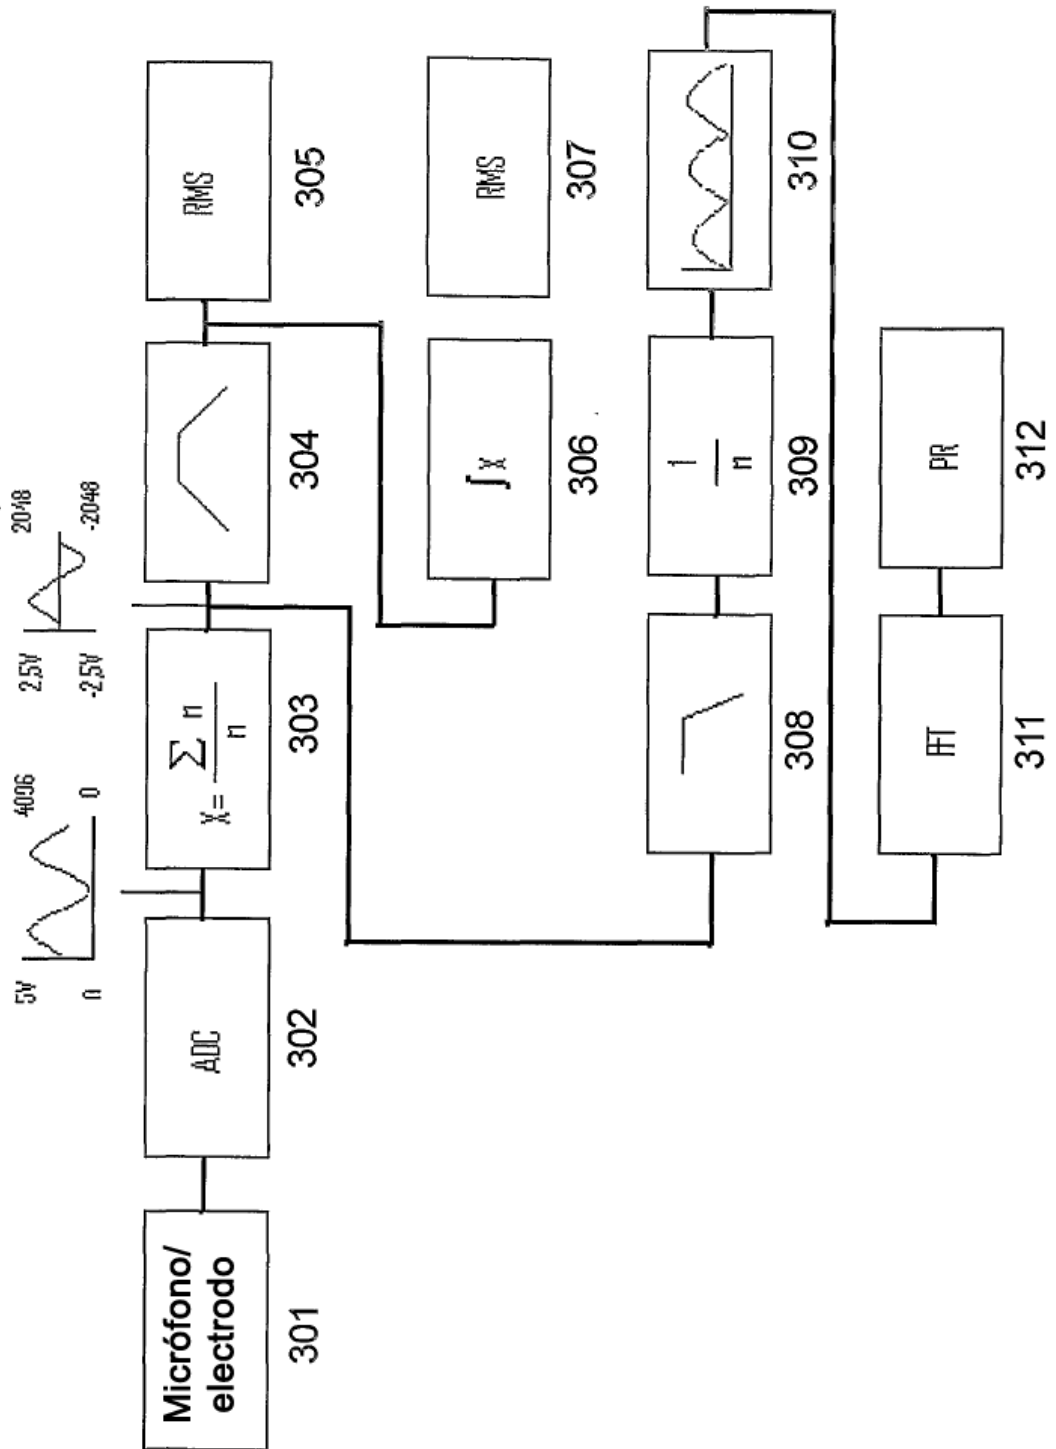 5V
4096
0
0
2,5V
2048
-2,5V
-2048
Micrófono/
electrodo
301
ADC
302
X = ∑ n / n
303
304
RMS
305
∫ x
306
RMS
307
308
1 / n
309
310
FFT
311
PR
312